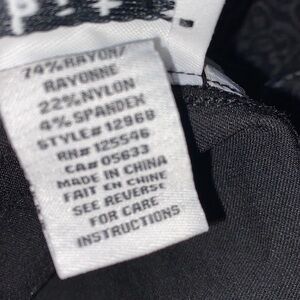 74%RAYON/
RAYONNE
22%NYLON
4%SPANDEX
STYLE# 12968
RN# 125546
CA# 05633
MADE IN CHINA
FAIT EN CHINE
SEE REVERSE
FOR CARE
INSTRUCTIONS